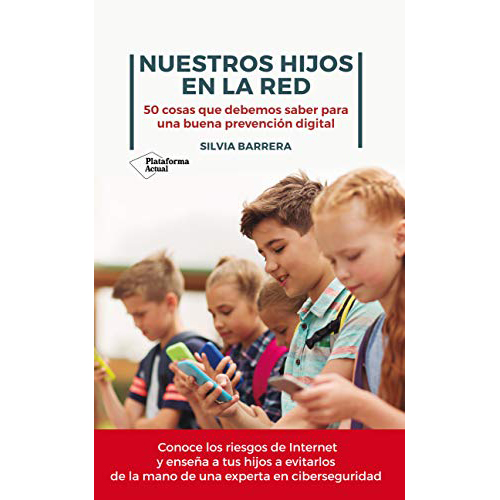 NUESTROS HIJOS
EN LA RED
50 cosas que debemos saber para
una buena prevención digital
SILVIA BARRERA
Plataforma
Actual
Conoce los riesgos de Internet
y enseña a tus hijos a evitarlos
de la mano de una experta en ciberseguridad